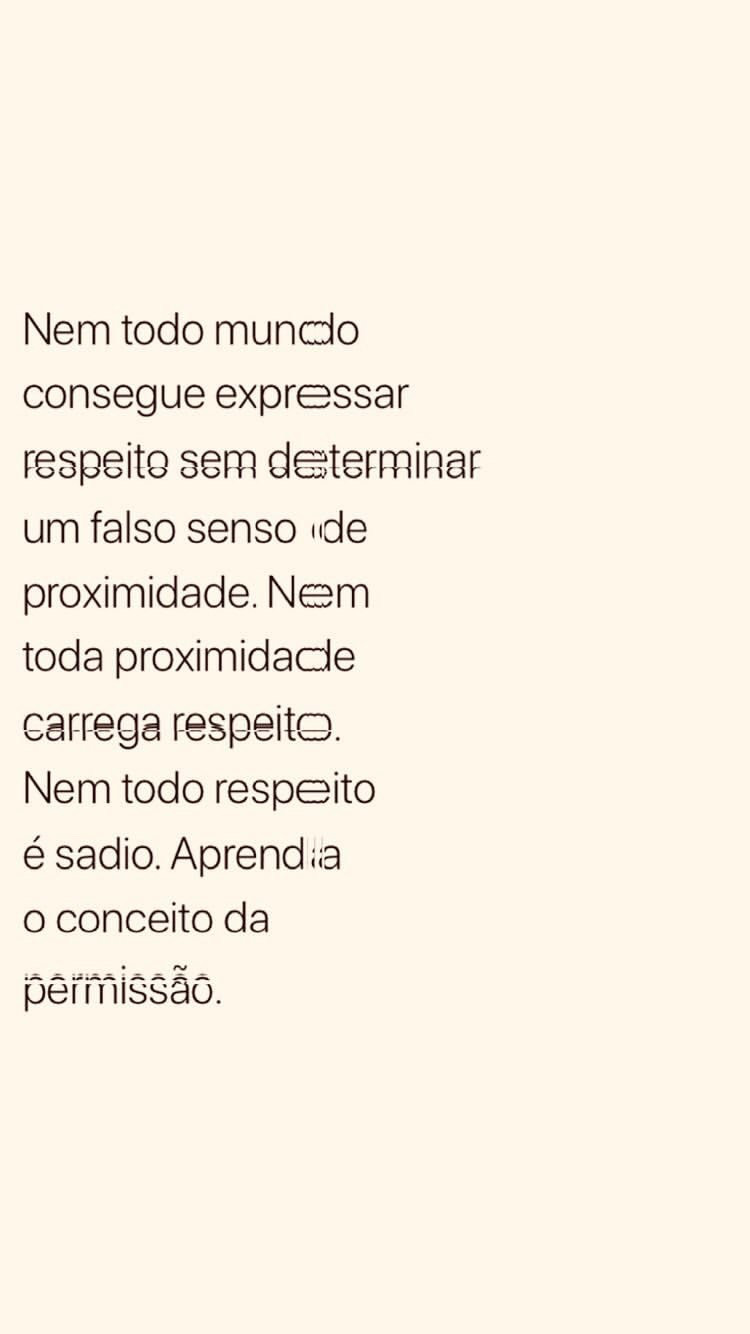 Nem todo mundo
consegue expressar
respeito sem determinar
um falso senso de
proximidade. Nem
toda proximidade
carrega respeito.
Nem todo respeito
é sadio. Aprenda
o conceito da
permissão.